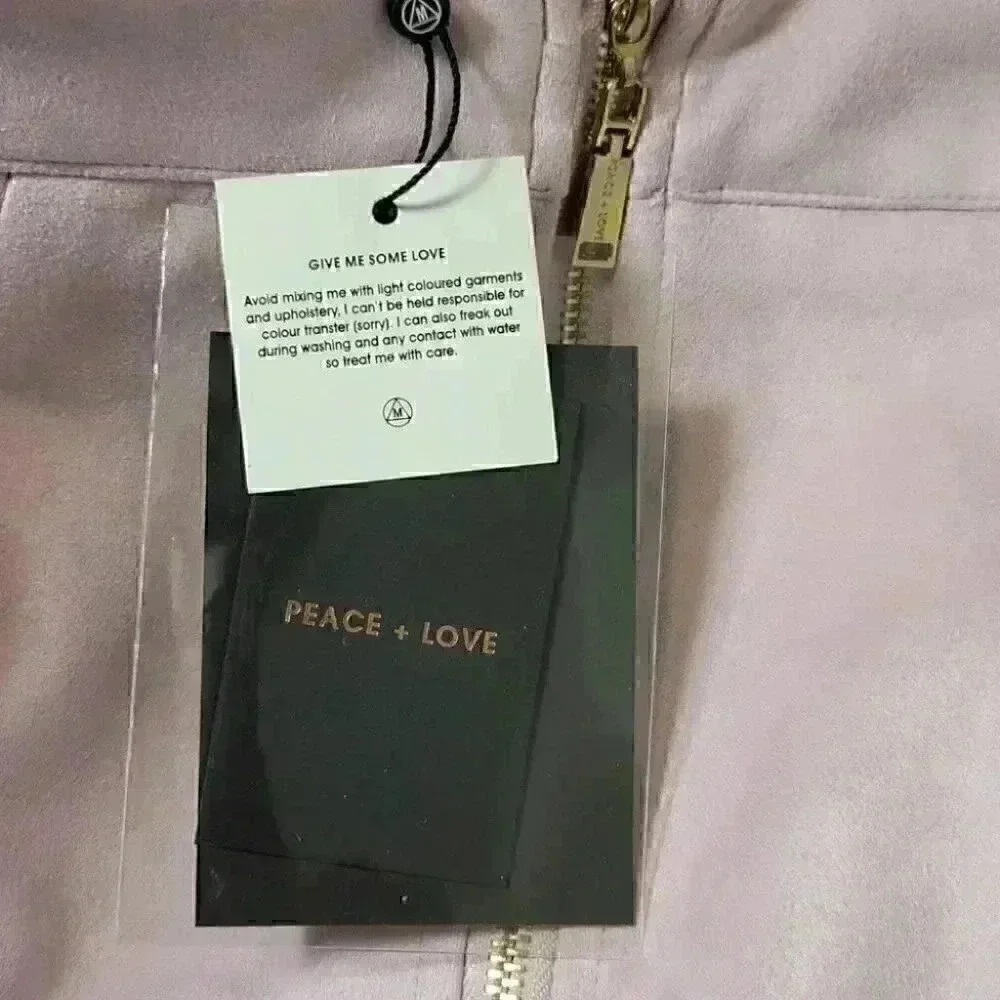 M
PEACE + LOVE
GIVE ME SOME LOVE
Avoid mixing me with light coloured garments
and upholstery, I can't be held responsible for
colour transfer (sorry). I can also freak out
during washing and any contact with water
so treat me with care.
M
PEACE + LOVE